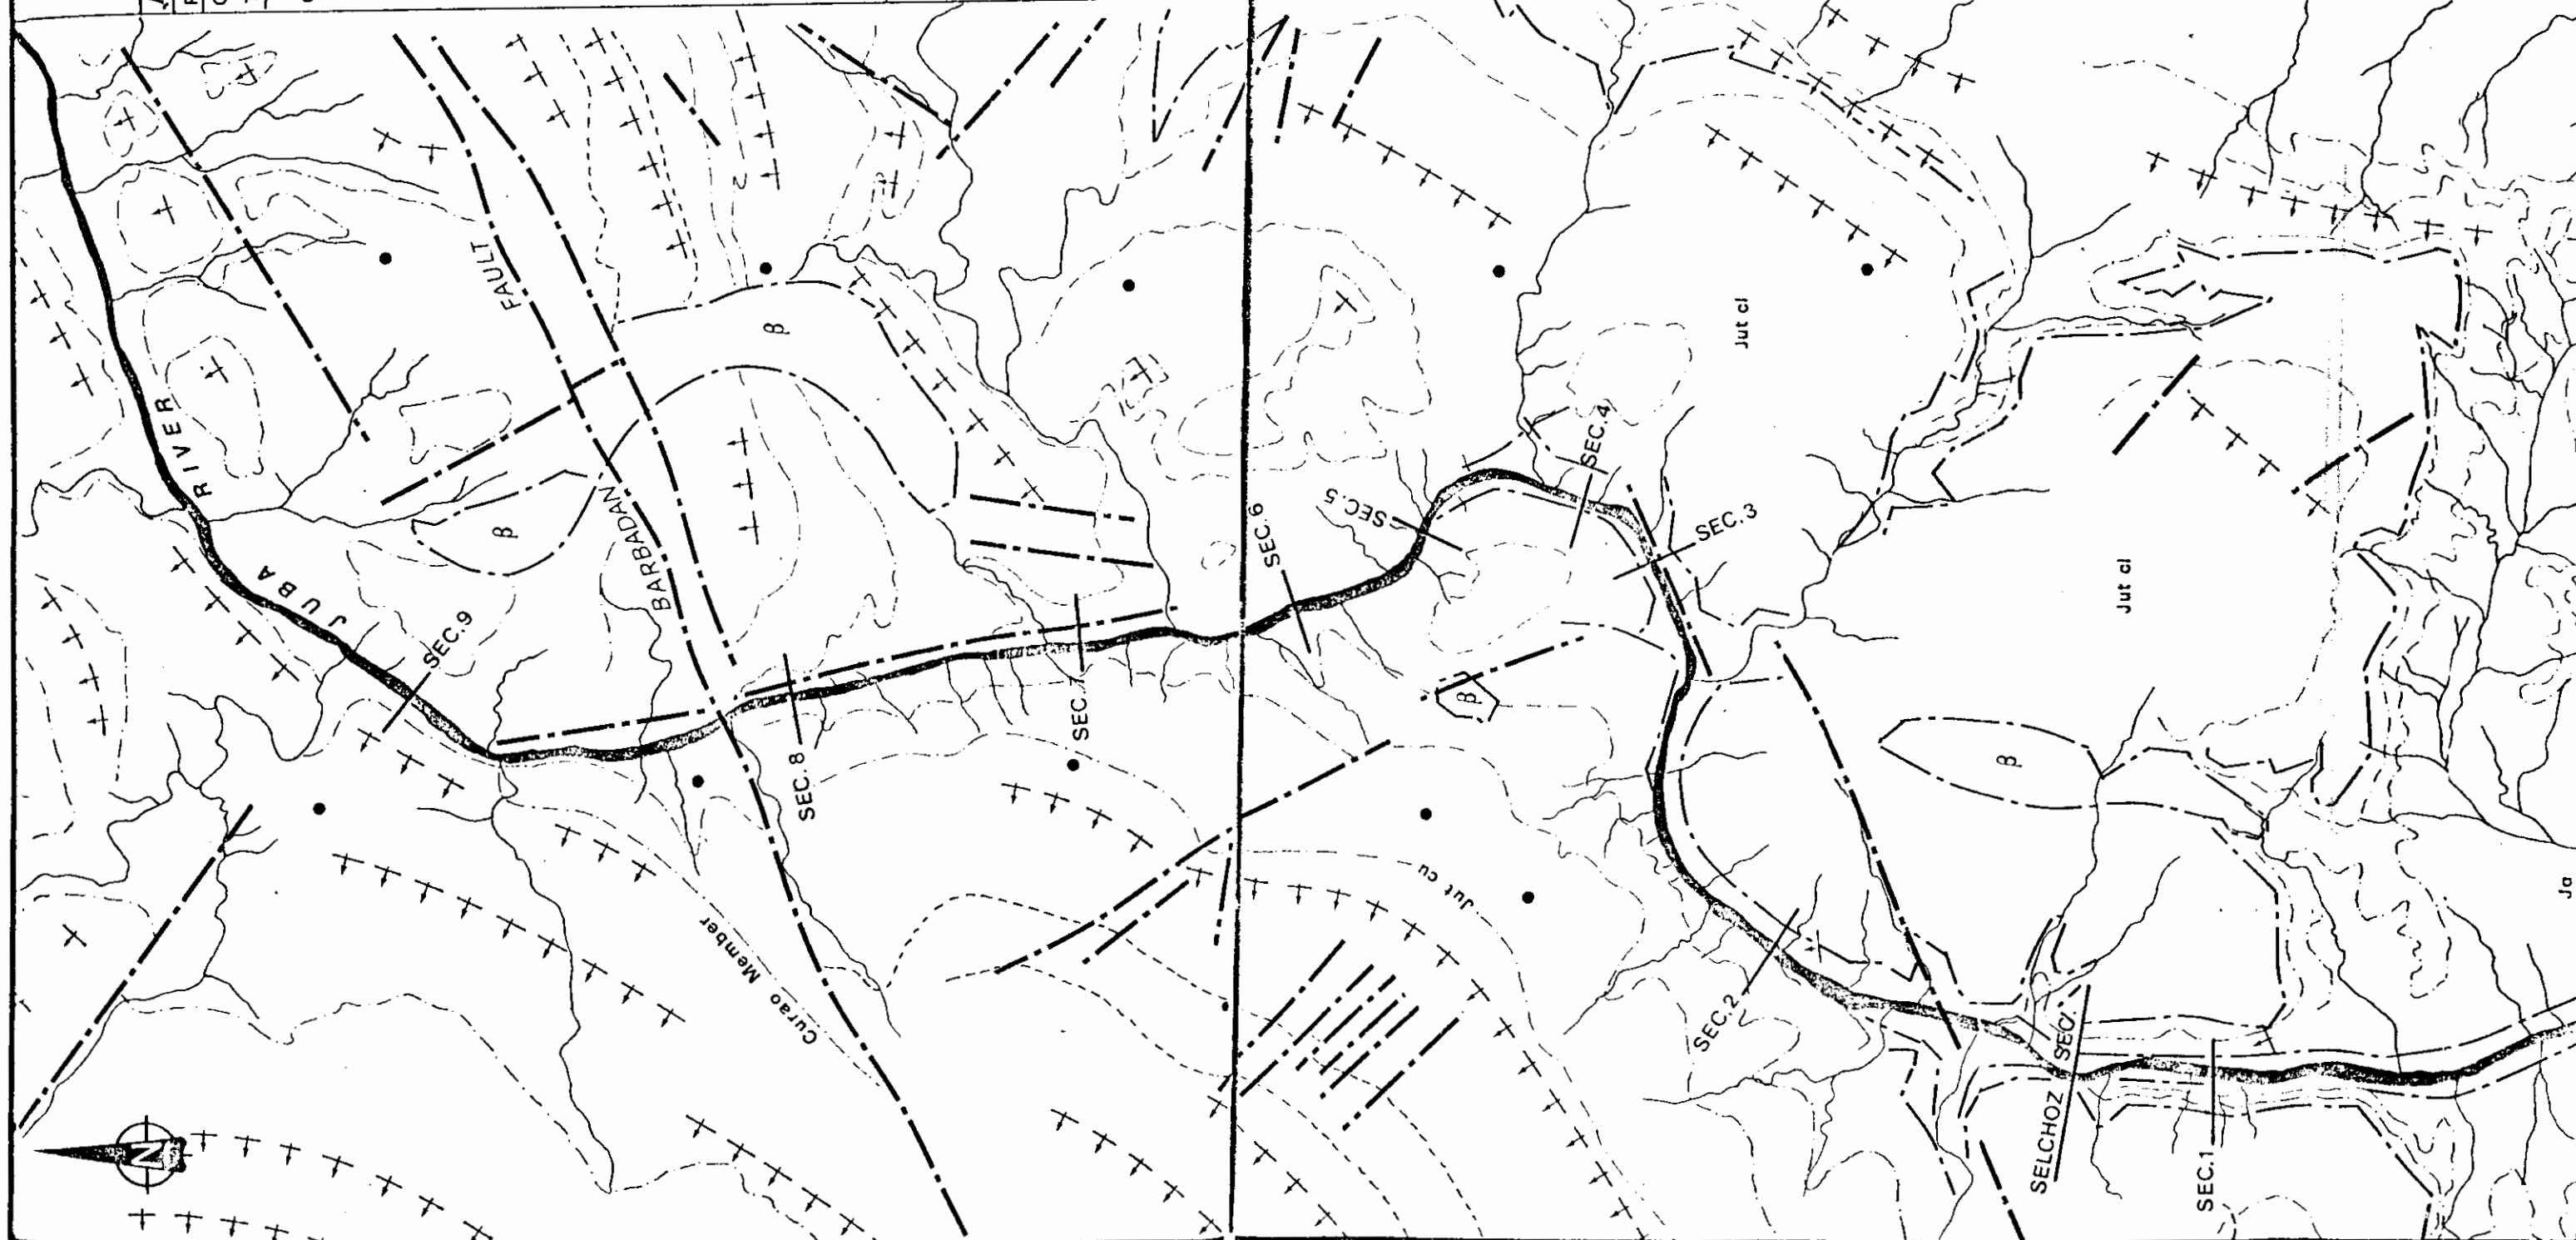 FAULT
β
Jut cl
RIVER
SEC.4
β
BARBADAN
SEC.6
SEC.5
SEC.3
JUBA
Jut cl
SEC.9
β
SEC.7
SEC.8
β
Jut cu
Ja
Curao Member
SEC.2
SELCHOZ SEC.
N
SEC.1